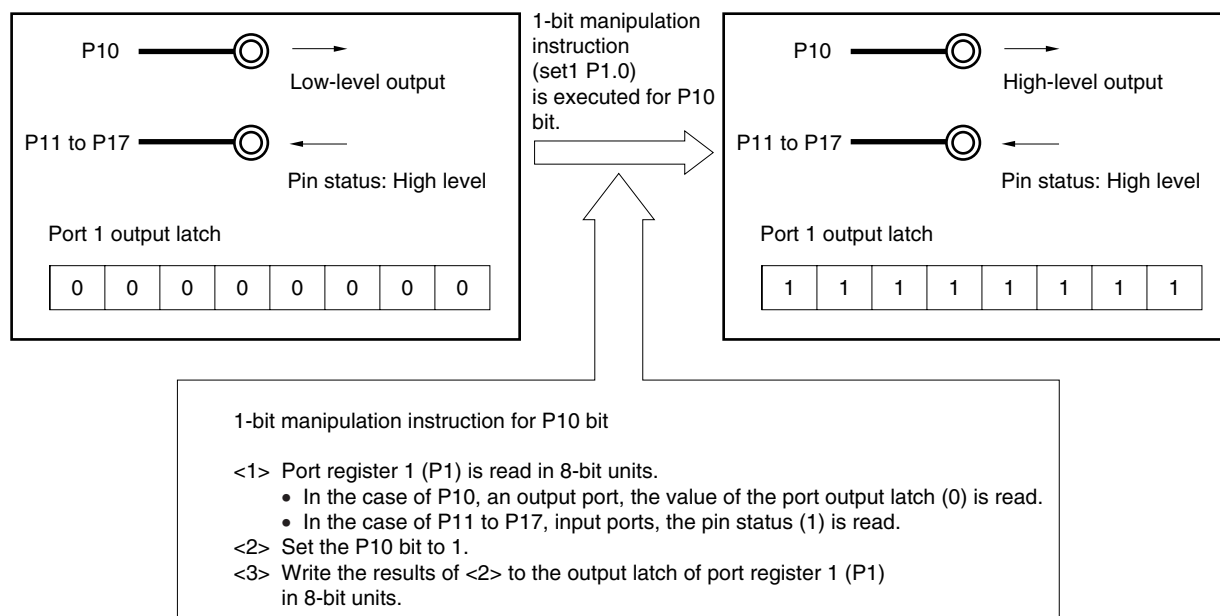 P10
Low-level output
P11 to P17
Pin status: High level
Port 1 output latch
0 0 0 0 0 0 0 0
1-bit manipulation
instruction
(set1 P1.0)
is executed for P10
bit.
P10
High-level output
P11 to P17
Pin status: High level
Port 1 output latch
1 1 1 1 1 1 1 1
1-bit manipulation instruction for P10 bit
<1> Port register 1 (P1) is read in 8-bit units.
• In the case of P10, an output port, the value of the port output latch (0) is read.
• In the case of P11 to P17, input ports, the pin status (1) is read.
<2> Set the P10 bit to 1.
<3> Write the results of <2> to the output latch of port register 1 (P1)
in 8-bit units.